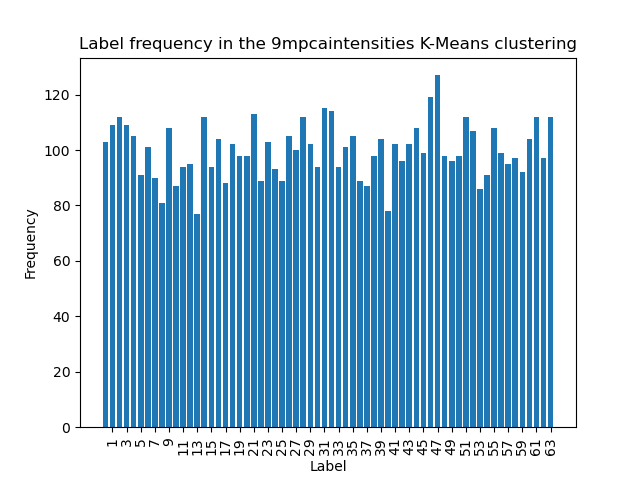 Label frequency in the 9mpcaintensities K-Means clustering
120
100
80
60
40
20
0
Frequency
1 3 5 7 9 11 13 15 17 19 21 23 25 27 29 31 33 35 37 39 41 43 45 47 49 51 53 55 57 59 61 63
Label